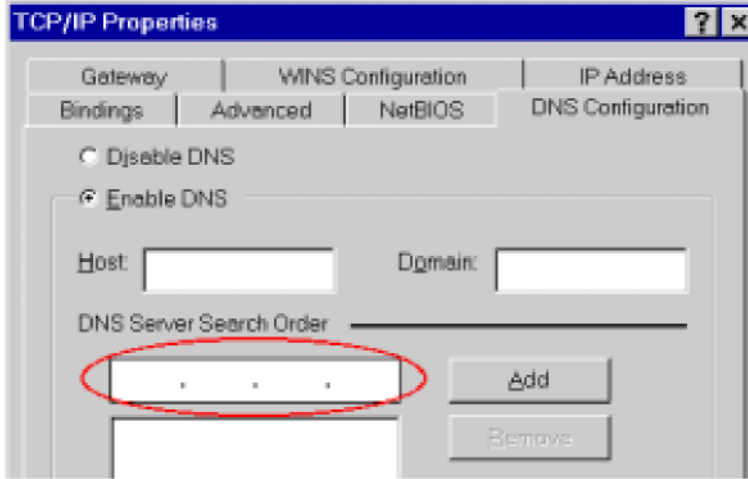 TCP/IP Properties
Gateway WINS Configuration IP Address
Bindings Advanced NetBIOS DNS Configuration
Disable DNS
Enable DNS
Host: Domain:
DNS Server Search Order
. . . Add
Remove